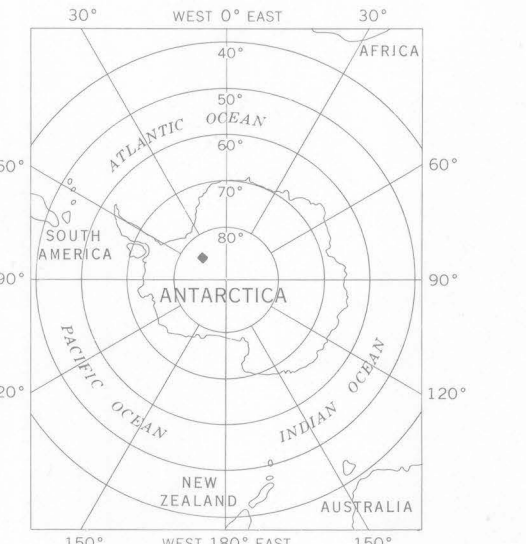 30° WEST 0° EAST 30°
AFRICA
40°
50°
ATLANTIC OCEAN
60°
60° 60°
70°
80°
SOUTH
AMERICA
90° 90°
ANTARCTICA
PACIFIC OCEAN
INDIAN OCEAN
20° 120°
NEW
ZEALAND
AUSTRALIA
150° WEST 180° EAST 150°